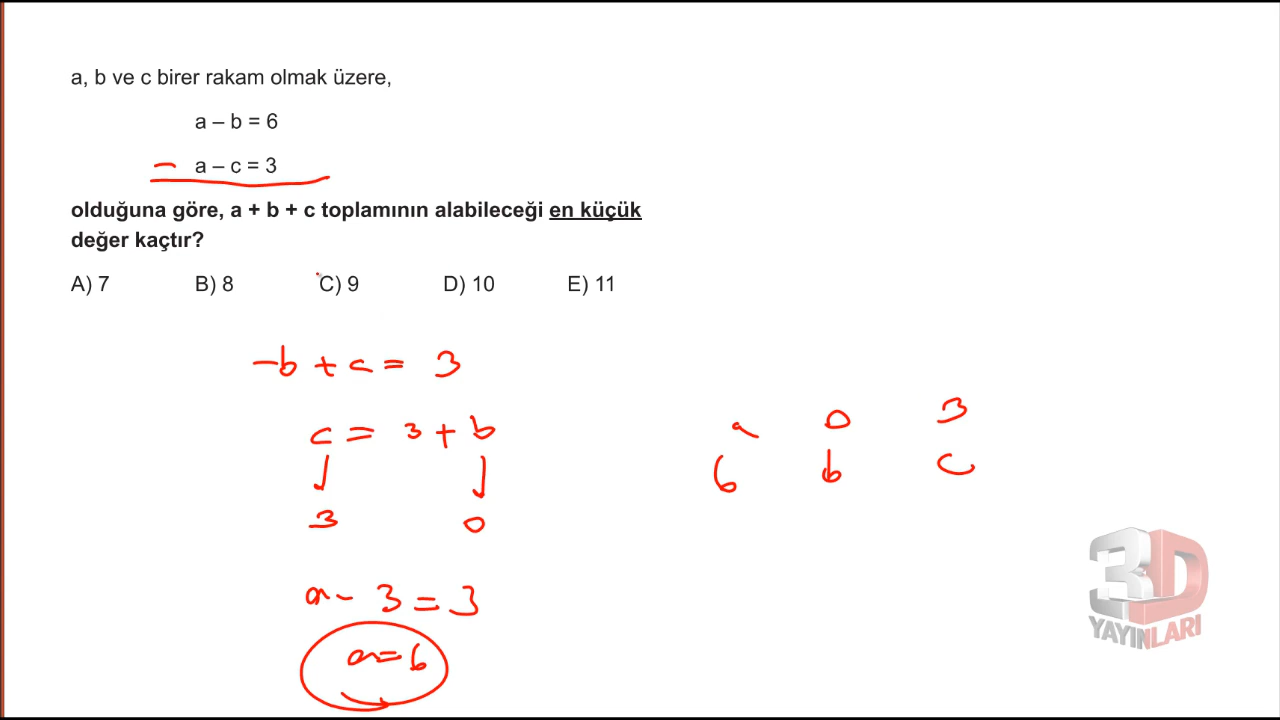 a, b ve c birer rakam olmak üzere,
a – b = 6
– a – c = 3
olduğuna göre, a + b + c toplamının alabileceği en küçük
değer kaçtır?
A) 7 B) 8 C) 9 D) 10 E) 11
-b + c = 3
c = 3 + b
3 0
a - 3 = 3
a = 6
a 0 3
6 b c
3D
YAYINLARI